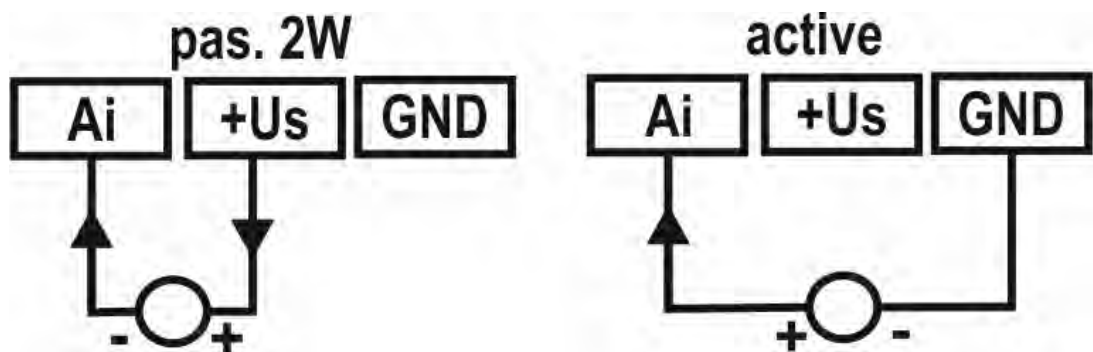 pas. 2W
Ai +Us GND
- +
active
Ai +Us GND
+ -